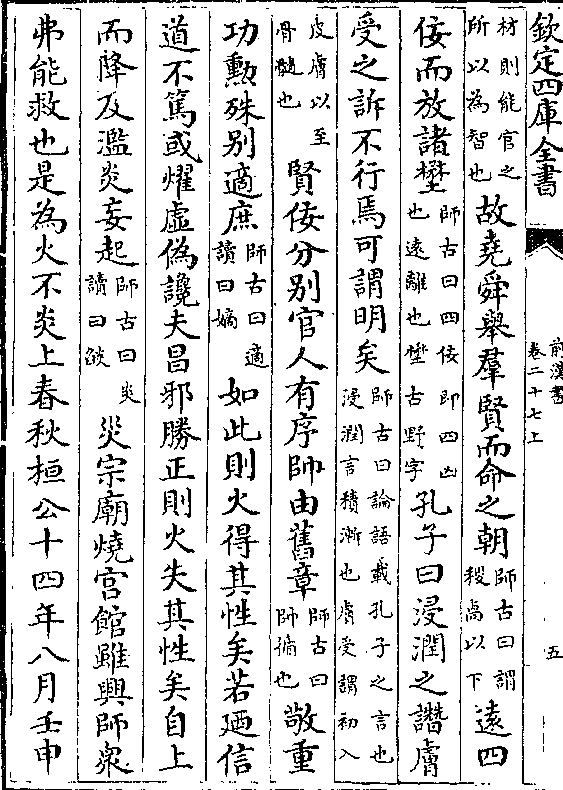 欽定四庫全書
前漢書
卷二十七上
五
材則能官之
所以為智也
故堯舜舉羣賢而命之朝
師古曰謂
稷卨以下
遠四
佞而放諸壄
師古曰四佞即四凶
也遠離也壄古野字
孔子曰浸潤之譖膚
受之訴不行焉可謂明矣
師古曰論語載孔子之言也
浸潤言積漸也膚受謂初入
皮膚以至
骨髓也
賢佞分别官人有序帥由舊章
師古曰
帥循也
敬重
功勲殊别適庶
師古曰適
讀曰嫡
如此則火得其性矣若廼信
道不篤或燿虛偽讒夫昌邪勝正則火失其性矣自上
而降及濫炎妄起
師古曰炎
讀曰燄
災宗廟燒宮館雖興師衆
弗能救也是為火不炎上春秋桓公十四年八月壬申